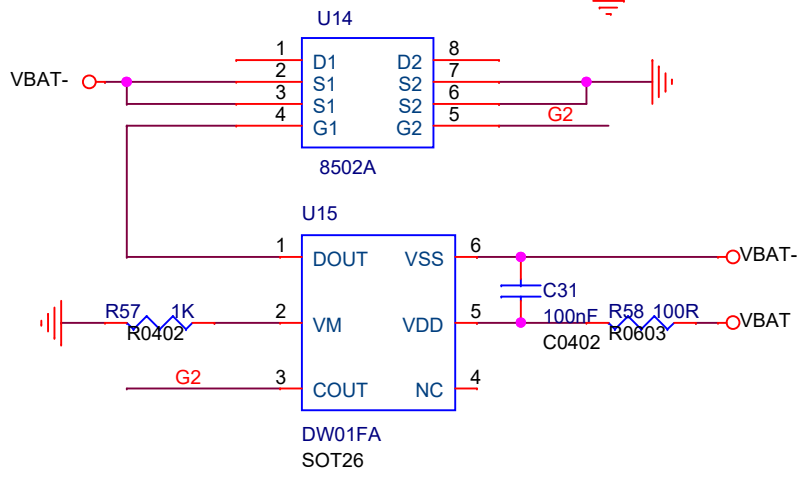 U14
1 D1 D2 8
VBAT- 2 S1 S2 7
3 S1 S2 6
4 G1 G2 5 G2
8502A
U15
1 DOUT VSS 6 VBAT-
C31
R57 1K 2 VM VDD 5 100nF R58 100R VBAT
R0402 C0402 R0603
G2 3 COUT NC 4
DW01FA
SOT26